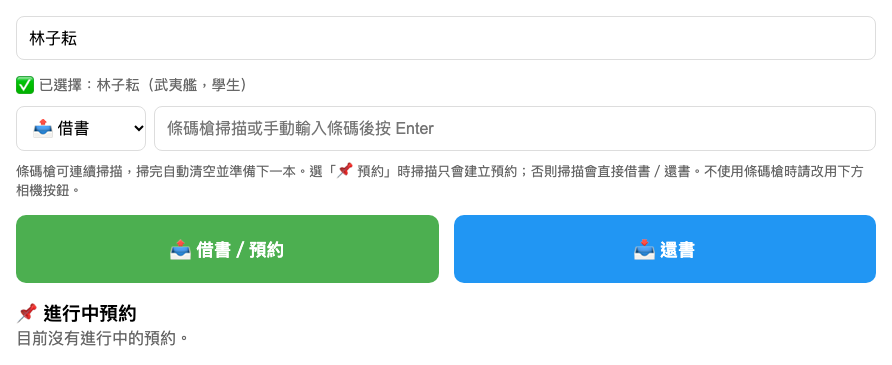 林子耘
✅ 已選擇：林子耘（武夷艦，學生）
📤 借書 條碼槍掃描或手動輸入條碼後按 Enter
條碼槍可連續掃描，掃完自動清空並準備下一本。選「📌 預約」時掃描只會建立預約；否則掃描會直接借書 / 還書。不使用條碼槍時請改用下方
相機按鈕。
📤 借書 / 預約 📥 還書
📌 進行中預約
目前沒有進行中的預約。